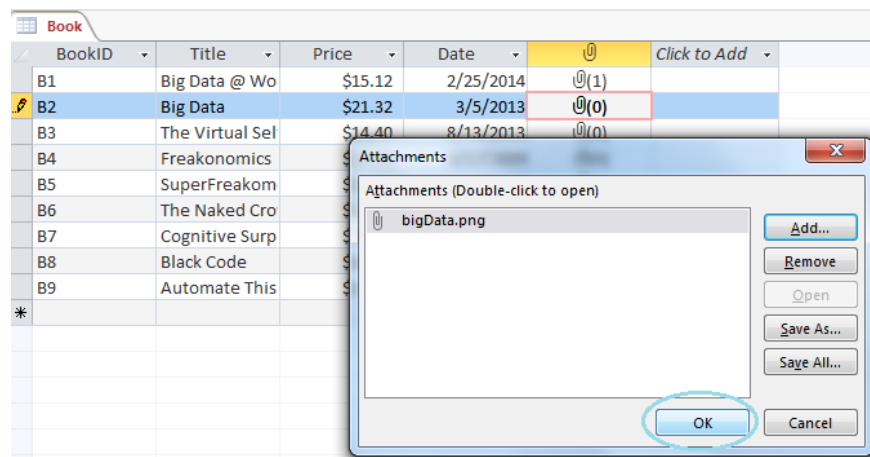 Book
BookID Title Price Date Click to Add
B1 Big Data @ Wo $15.12 2/25/2014 (1)
B2 Big Data $21.32 3/5/2013 (0)
B3 The Virtual Sel $14.40 8/13/2013 (0)
B4 Freakonomics $
B5 SuperFreakom $
B6 The Naked Cro $
B7 Cognitive Surp $
B8 Black Code $
B9 Automate This $
Attachments
Attachments (Double-click to open)
bigData.png
Add...
Remove
Open
Save As...
Save All...
OK Cancel